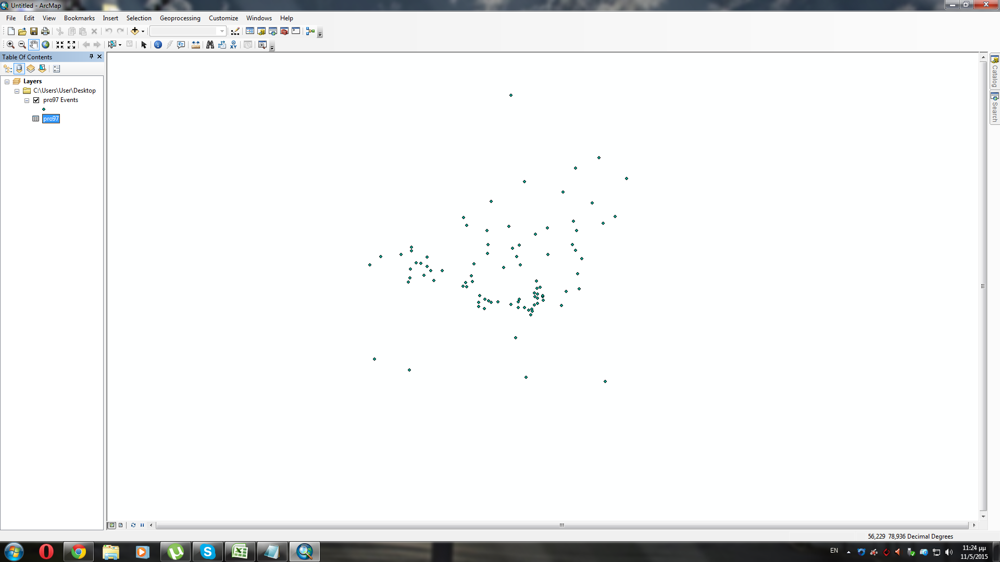 Untitled - ArcMap
File Edit View Bookmarks Insert Selection Geoprocessing Customize Windows Help
Table Of Contents
Layers
C:\Users\User\Desktop
pro97 Events
pro97
Catalog
Search
56,229 78,936 Decimal Degrees
EN
11:24 μμ
11/5/2015